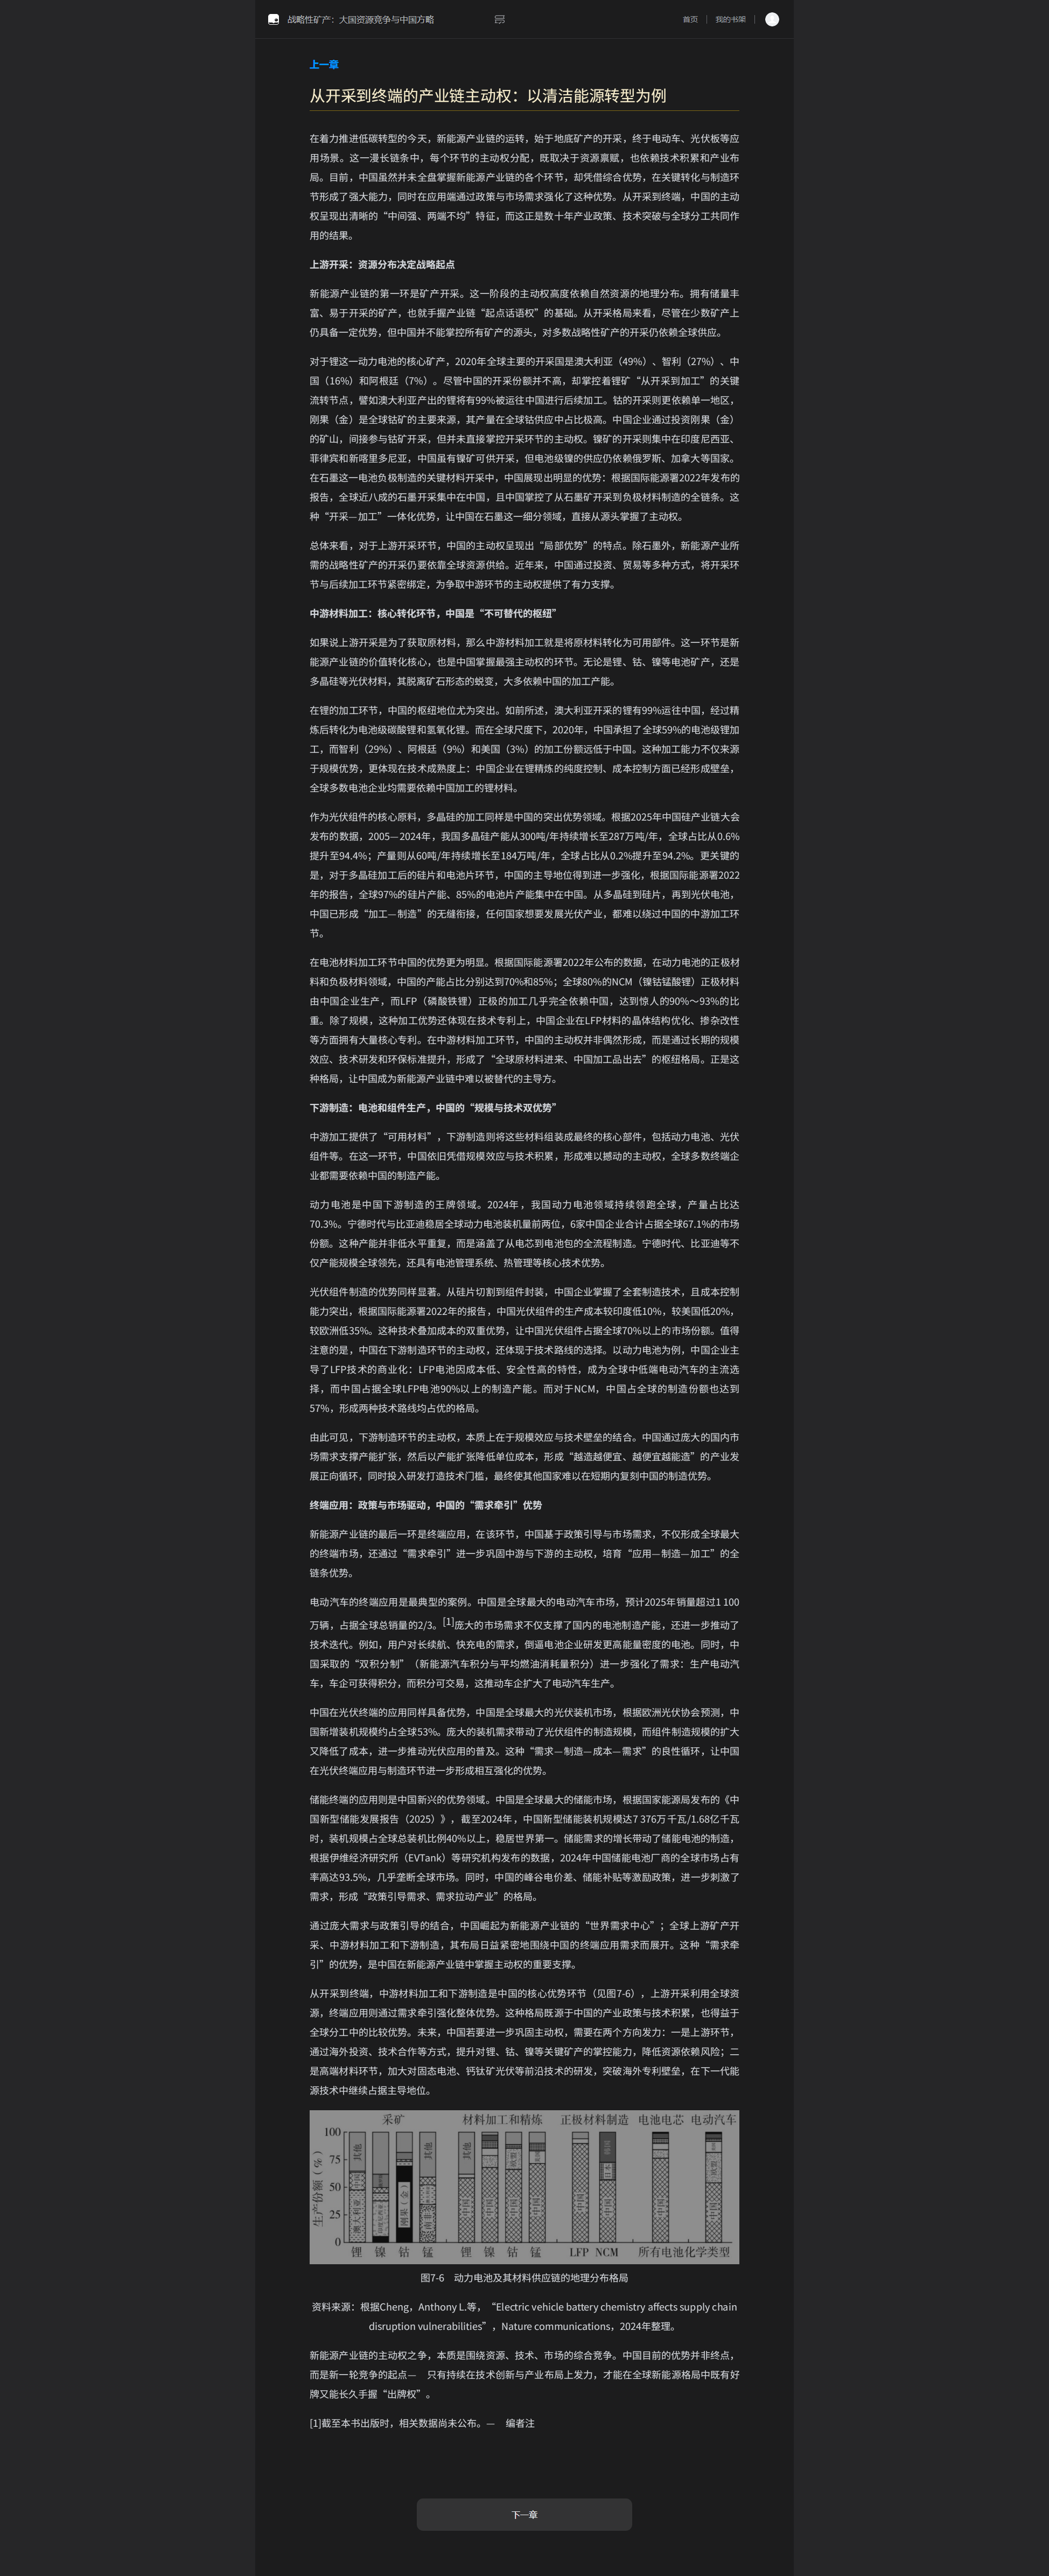 战略性矿产：大国资源竞争与中国方略
首页
我的书架
上一章
从开采到终端的产业链主动权：以清洁能源转型为例
在着力推进低碳转型的今天，新能源产业链的运转，始于地底矿产的开采，终于电动车、光伏板等应
用场景。这一漫长链条中，每个环节的主动权分配，既取决于资源禀赋，也依赖技术积累和产业布
局。目前，中国虽然并未全盘掌握新能源产业链的各个环节，却凭借综合优势，在关键转化与制造环
节形成了强大能力，同时在应用端通过政策与市场需求强化了这种优势。从开采到终端，中国的主动
权呈现出清晰的“中间强、两端不均”特征，而这正是数十年产业政策、技术突破与全球分工共同作
用的结果。
上游开采：资源分布决定战略起点
新能源产业链的第一环是矿产开采。这一阶段的主动权高度依赖自然资源的地理分布。拥有储量丰
富、易于开采的矿产，也就手握产业链“起点话语权”的基础。从开采格局来看，尽管在少数矿产上
仍具备一定优势，但中国并不能掌控所有矿产的源头，对多数战略性矿产的开采仍依赖全球供应。
对于锂这一动力电池的核心矿产，2020年全球主要的开采国是澳大利亚（49%）、智利（27%）、中
国（16%）和阿根廷（7%）。尽管中国的开采份额并不高，却掌控着锂矿“从开采到加工”的关键
流转节点，譬如澳大利亚产出的锂将有99%被运往中国进行后续加工。钴的开采则更依赖单一地区，
刚果（金）是全球钴矿的主要来源，其产量在全球钴供应中占比极高。中国企业通过投资刚果（金）
的矿山，间接参与钴矿开采，但并未直接掌控开采环节的主动权。镍矿的开采则集中在印度尼西亚、
菲律宾和新喀里多尼亚，中国虽有镍矿可供开采，但电池级镍的供应仍依赖俄罗斯、加拿大等国家。
在石墨这一电池负极制造的关键材料开采中，中国展现出明显的优势：根据国际能源署2022年发布的
报告，全球近八成的石墨开采集中在中国，且中国掌控了从石墨矿开采到负极材料制造的全链条。这
种“开采—加工”一体化优势，让中国在石墨这一细分领域，直接从源头掌握了主动权。
总体来看，对于上游开采环节，中国的主动权呈现出“局部优势”的特点。除石墨外，新能源产业所
需的战略性矿产的开采仍要依靠全球资源供给。近年来，中国通过投资、贸易等多种方式，将开采环
节与后续加工环节紧密绑定，为争取中游环节的主动权提供了有力支撑。
中游材料加工：核心转化环节，中国是“不可替代的枢纽”
如果说上游开采是为了获取原材料，那么中游材料加工就是将原材料转化为可用部件。这一环节是新
能源产业链的价值转化核心，也是中国掌握最强主动权的环节。无论是锂、钴、镍等电池矿产，还是
多晶硅等光伏材料，其脱离矿石形态的蜕变，大多依赖中国的加工产能。
在锂的加工环节，中国的枢纽地位尤为突出。如前所述，澳大利亚开采的锂有99%运往中国，经过精
炼后转化为电池级碳酸锂和氢氧化锂。而在全球尺度下，2020年，中国承担了全球59%的电池级锂加
工，而智利（29%）、阿根廷（9%）和美国（3%）的加工份额远低于中国。这种加工能力不仅来源
于规模优势，更体现在技术成熟度上：中国企业在锂精炼的纯度控制、成本控制方面已经形成壁垒，
全球多数电池企业均需要依赖中国加工的锂材料。
作为光伏组件的核心原料，多晶硅的加工同样是中国的突出优势领域。根据2025年中国硅产业链大会
发布的数据，2005—2024年，我国多晶硅产能从300吨/年持续增长至287万吨/年，全球占比从0.6%
提升至94.4%；产量则从60吨/年持续增长至184万吨/年，全球占比从0.2%提升至94.2%。更关键的
是，对于多晶硅加工后的硅片和电池片环节，中国的主导地位得到进一步强化，根据国际能源署2022
年的报告，全球97%的硅片产能、85%的电池片产能集中在中国。从多晶硅到硅片，再到光伏电池，
中国已形成“加工—制造”的无缝衔接，任何国家想要发展光伏产业，都难以绕过中国的中游加工环
节。
在电池材料加工环节中国的优势更为明显。根据国际能源署2022年公布的数据，在动力电池的正极材
料和负极材料领域，中国的产能占比分别达到70%和85%；全球80%的NCM（镍钴锰酸锂）正极材料
由中国企业生产，而LFP（磷酸铁锂）正极的加工几乎完全依赖中国，达到惊人的90%～93%的比
重。除了规模，这种加工优势还体现在技术专利上，中国企业在LFP材料的晶体结构优化、掺杂改性
等方面拥有大量核心专利。在中游材料加工环节，中国的主动权并非偶然形成，而是通过长期的规模
效应、技术研发和环保标准提升，形成了“全球原材料进来、中国加工品出去”的枢纽格局。正是这
种格局，让中国成为新能源产业链中难以被替代的主导方。
下游制造：电池和组件生产，中国的“规模与技术双优势”
中游加工提供了“可用材料”，下游制造则将这些材料组装成最终的核心部件，包括动力电池、光伏
组件等。在这一环节，中国依旧凭借规模效应与技术积累，形成难以撼动的主动权，全球多数终端企
业都需要依赖中国的制造产能。
动力电池是中国下游制造的王牌领域。2024年，我国动力电池领域持续领跑全球，产量占比达
70.3%。宁德时代与比亚迪稳居全球动力电池装机量前两位，6家中国企业合计占据全球67.1%的市场
份额。这种产能并非低水平重复，而是涵盖了从电芯到电池包的全流程制造。宁德时代、比亚迪等不
仅产能规模全球领先，还具有电池管理系统、热管理等核心技术优势。
光伏组件制造的优势同样显著。从硅片切割到组件封装，中国企业掌握了全套制造技术，且成本控制
能力突出，根据国际能源署2022年的报告，中国光伏组件的生产成本较印度低10%，较美国低20%，
较欧洲低35%。这种技术叠加成本的双重优势，让中国光伏组件占据全球70%以上的市场份额。值得
注意的是，中国在下游制造环节的主动权，还体现于技术路线的选择。以动力电池为例，中国企业主
导了LFP技术的商业化：LFP电池因成本低、安全性高的特性，成为全球中低端电动汽车的主流选
择，而中国占据全球LFP电池90%以上的制造产能。而对于NCM，中国占全球的制造份额也达到
57%，形成两种技术路线均占优的格局。
由此可见，下游制造环节的主动权，本质上在于规模效应与技术壁垒的结合。中国通过庞大的国内市
场需求支撑产能扩张，然后以产能扩张降低单位成本，形成“越造越便宜、越便宜越能造”的产业发
展正向循环，同时投入研发打造技术门槛，最终使其他国家难以在短期内复刻中国的制造优势。
终端应用：政策与市场驱动，中国的“需求牵引”优势
新能源产业链的最后一环是终端应用，在该环节，中国基于政策引导与市场需求，不仅形成全球最大
的终端市场，还通过“需求牵引”进一步巩固中游与下游的主动权，培育“应用—制造—加工”的全
链条优势。
电动汽车的终端应用是最典型的案例。中国是全球最大的电动汽车市场，预计2025年销量超过1 100
万辆，占据全球总销量的2/3。[1]庞大的市场需求不仅支撑了国内的电池制造产能，还进一步推动了
技术迭代。例如，用户对长续航、快充电的需求，倒逼电池企业研发更高能量密度的电池。同时，中
国采取的“双积分制”（新能源汽车积分与平均燃油消耗量积分）进一步强化了需求：生产电动汽
车，车企可获得积分，而积分可交易，这推动车企扩大了电动汽车生产。
中国在光伏终端的应用同样具备优势，中国是全球最大的光伏装机市场，根据欧洲光伏协会预测，中
国新增装机规模约占全球53%。庞大的装机需求带动了光伏组件的制造规模，而组件制造规模的扩大
又降低了成本，进一步推动光伏应用的普及。这种“需求—制造—成本—需求”的良性循环，让中国
在光伏终端应用与制造环节进一步形成相互强化的优势。
储能终端的应用则是中国新兴的优势领域。中国是全球最大的储能市场，根据国家能源局发布的《中
国新型储能发展报告（2025）》，截至2024年，中国新型储能装机规模达7 376万千瓦/1.68亿千瓦
时，装机规模占全球总装机比例40%以上，稳居世界第一。储能需求的增长带动了储能电池的制造，
根据伊维经济研究所（EVTank）等研究机构发布的数据，2024年中国储能电池厂商的全球市场占有
率高达93.5%，几乎垄断全球市场。同时，中国的峰谷电价差、储能补贴等激励政策，进一步刺激了
需求，形成“政策引导需求、需求拉动产业”的格局。
通过庞大需求与政策引导的结合，中国崛起为新能源产业链的“世界需求中心”；全球上游矿产开
采、中游材料加工和下游制造，其布局日益紧密地围绕中国的终端应用需求而展开。这种“需求牵
引”的优势，是中国在新能源产业链中掌握主动权的重要支撑。
从开采到终端，中游材料加工和下游制造是中国的核心优势环节（见图7-6），上游开采利用全球资
源，终端应用则通过需求牵引强化整体优势。这种格局既源于中国的产业政策与技术积累，也得益于
全球分工中的比较优势。未来，中国若要进一步巩固主动权，需要在两个方向发力：一是上游环节，
通过海外投资、技术合作等方式，提升对锂、钴、镍等关键矿产的掌控能力，降低资源依赖风险；二
是高端材料环节，加大对固态电池、钙钛矿光伏等前沿技术的研发，突破海外专利壁垒，在下一代能
源技术中继续占据主导地位。
采矿 材料加工和精炼 正极材料制造 电池电芯 电动汽车
生产份额（%）
100
75
50
25
0
澳大利亚 中国 其他 刚果（金） 南非 其他
其他 中国 中国 中国 中国
中国 中国 日本 中国 中国 欧盟
锂 镍 钴 锰 锂 镍 钴 锰 LFP NCM 所有电池化学类型
图7-6 动力电池及其材料供应链的地理分布格局
资料来源：根据Cheng，Anthony L.等，“Electric vehicle battery chemistry affects supply chain
disruption vulnerabilities”，Nature communications，2024年整理。
新能源产业链的主动权之争，本质是围绕资源、技术、市场的综合竞争。中国目前的优势并非终点，
而是新一轮竞争的起点— 只有持续在技术创新与产业布局上发力，才能在全球新能源格局中既有好
牌又能长久手握“出牌权”。
[1]截至本书出版时，相关数据尚未公布。— 编者注
下一章